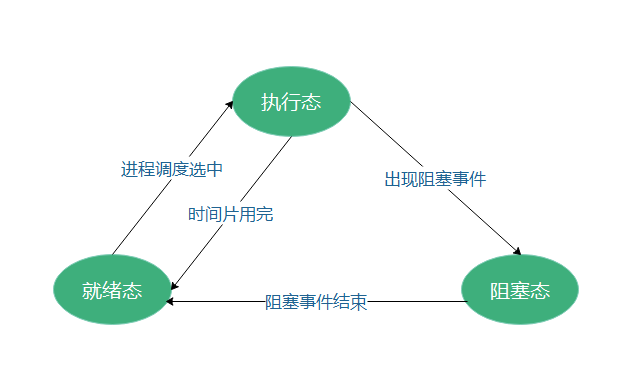 执行态
进程调度选中
出现阻塞事件
时间片用完
就绪态
阻塞态
阻塞事件结束